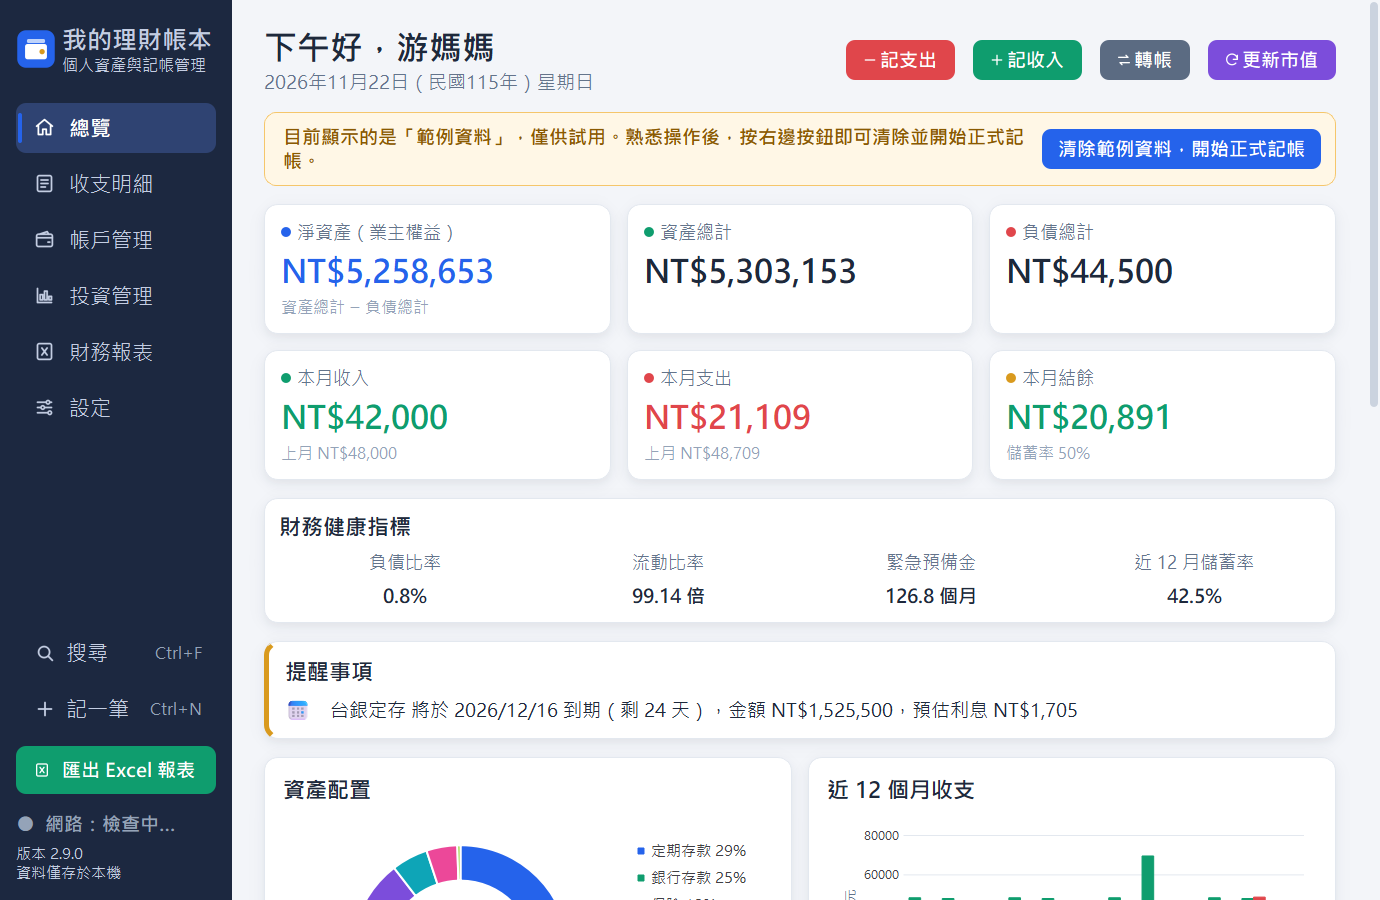 我的理財帳本
個人資產與記帳管理
總覽
收支明細
帳戶管理
投資管理
財務報表
設定
搜尋 Ctrl+F
記一筆 Ctrl+N
匯出 Excel 報表
網路：檢查中...
版本 2.9.0
資料僅存於本機
下午好，游媽媽
2026年11月22日（民國115年）星期日
－記支出
＋記收入
⇌轉帳
⟳更新市值
目前顯示的是「範例資料」，僅供試用。熟悉操作後，按右邊按鈕即可清除並開始正式記
帳。
清除範例資料，開始正式記帳
淨資產（業主權益）
NT$5,258,653
資產總計 − 負債總計
資產總計
NT$5,303,153
負債總計
NT$44,500
本月收入
NT$42,000
上月 NT$48,000
本月支出
NT$21,109
上月 NT$48,709
本月結餘
NT$20,891
儲蓄率 50%
財務健康指標
負債比率
0.8%
流動比率
99.14 倍
緊急預備金
126.8 個月
近 12 月儲蓄率
42.5%
提醒事項
台銀定存 將於 2026/12/16 到期（剩 24 天），金額 NT$1,525,500，預估利息 NT$1,705
資產配置
定期存款 29%
銀行存款 25%
近 12 個月收支
80000
60000
元